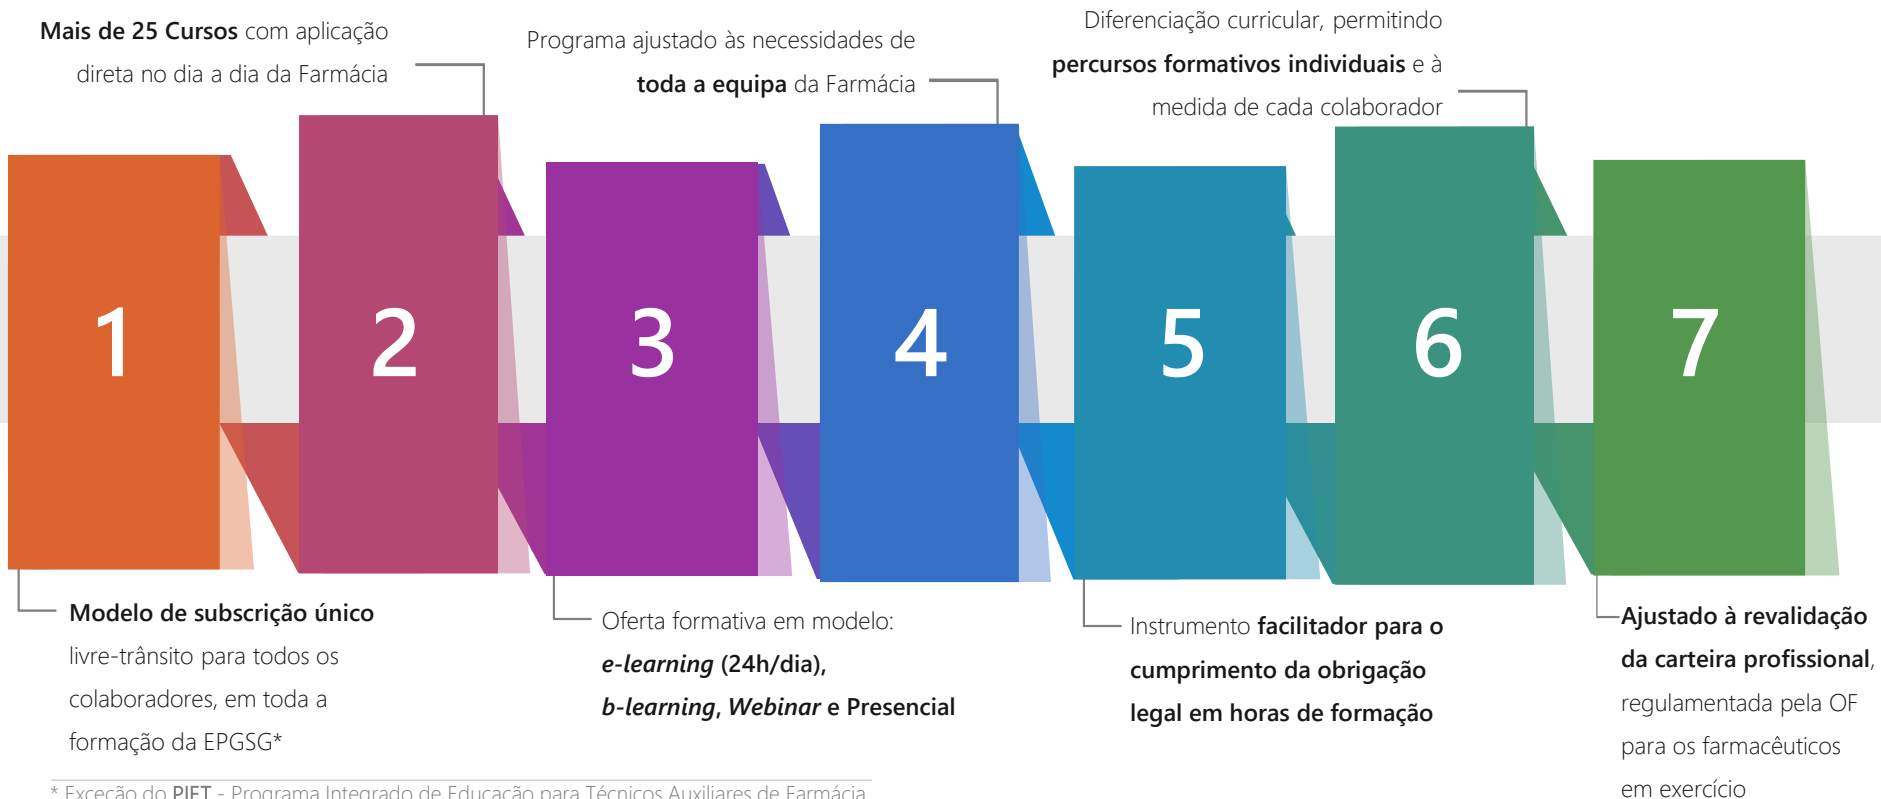 Mais de 25 Cursos com aplicação
direta no dia a dia da Farmácia
Programa ajustado às necessidades de
toda a equipa da Farmácia
Diferenciação curricular, permitindo
percursos formativos individuais e à
medida de cada colaborador
1
2
3
4
5
6
7
Modelo de subscrição único
livre-trânsito para todos os
colaboradores, em toda a
formação da EPGSG*
Oferta formativa em modelo:
e-learning (24h/dia),
b-learning, Webinar e Presencial
Instrumento facilitador para o
cumprimento da obrigação
legal em horas de formação
Ajustado à revalidação
da carteira profissional,
regulamentada pela OF
para os farmacêuticos
em exercício
* Exceção do PIET - Programa Integrado de Educação para Técnicos Auxiliares de Farmácia